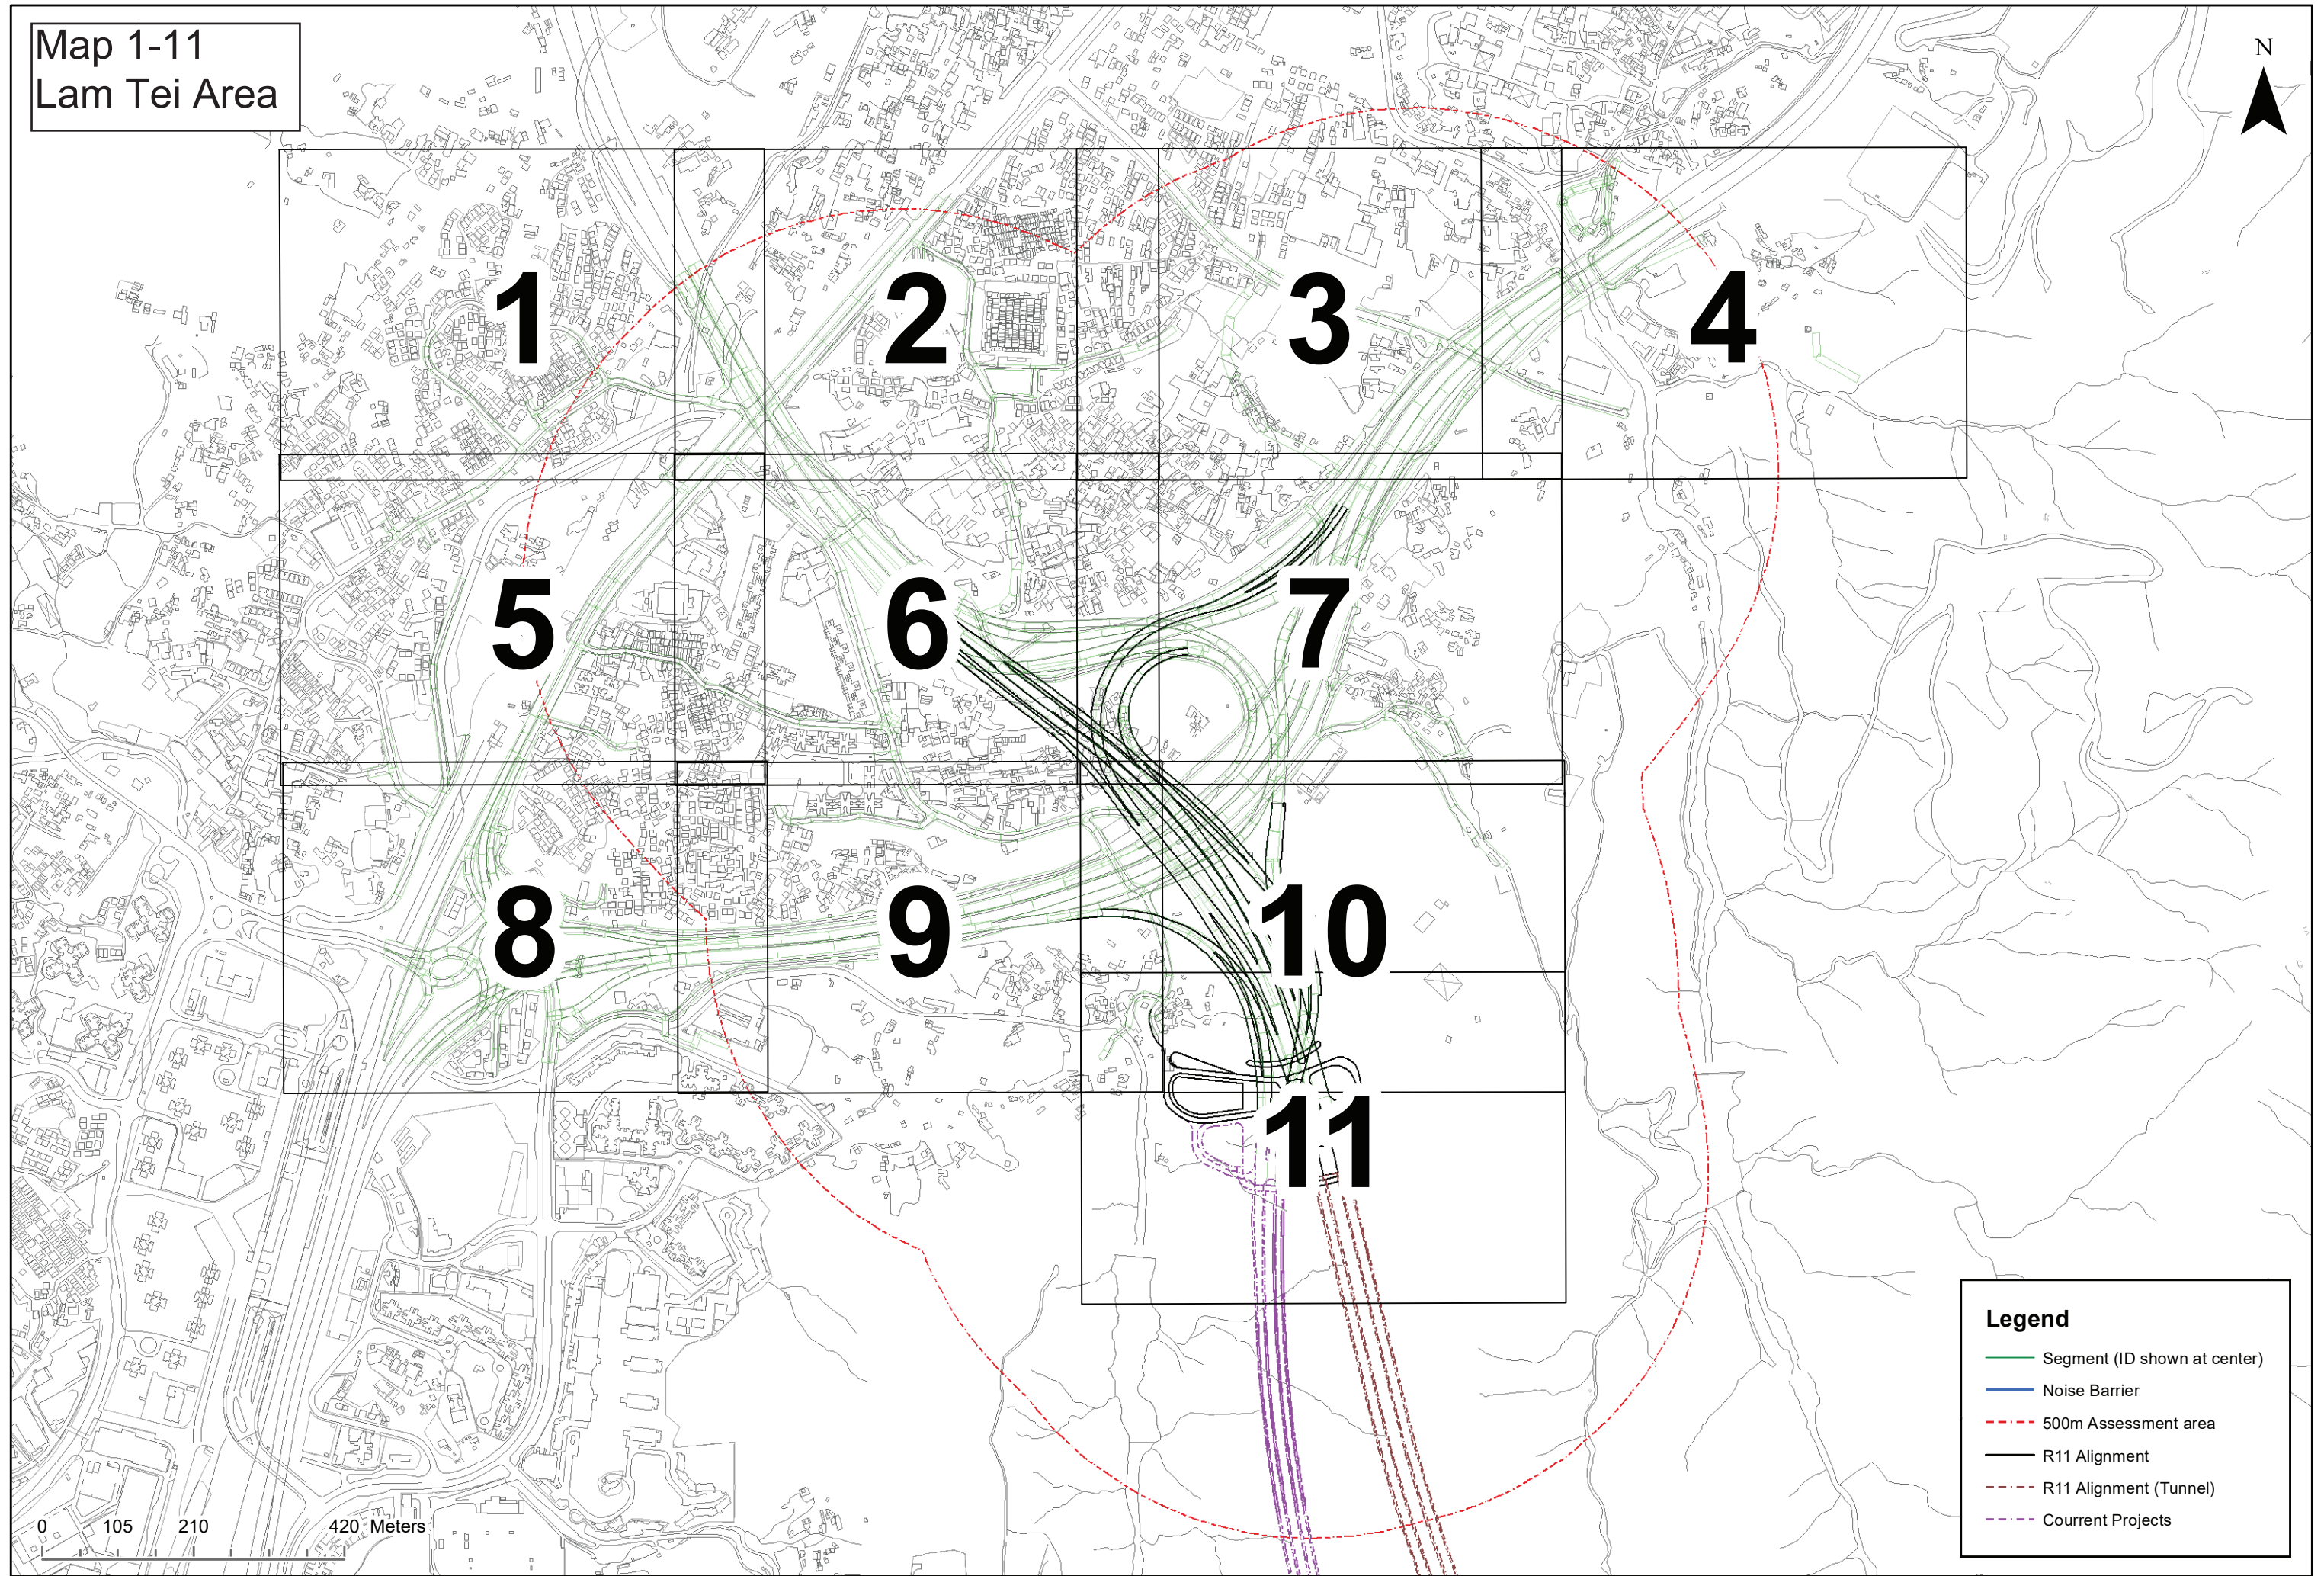 Map 1-11
Lam Tei Area
N
1
2
3
4
5
6
7
8
9
10
11
Legend
Segment (ID shown at center)
Noise Barrier
500m Assessment area
R11 Alignment
R11 Alignment (Tunnel)
Courrent Projects
0 105 210 420 Meters